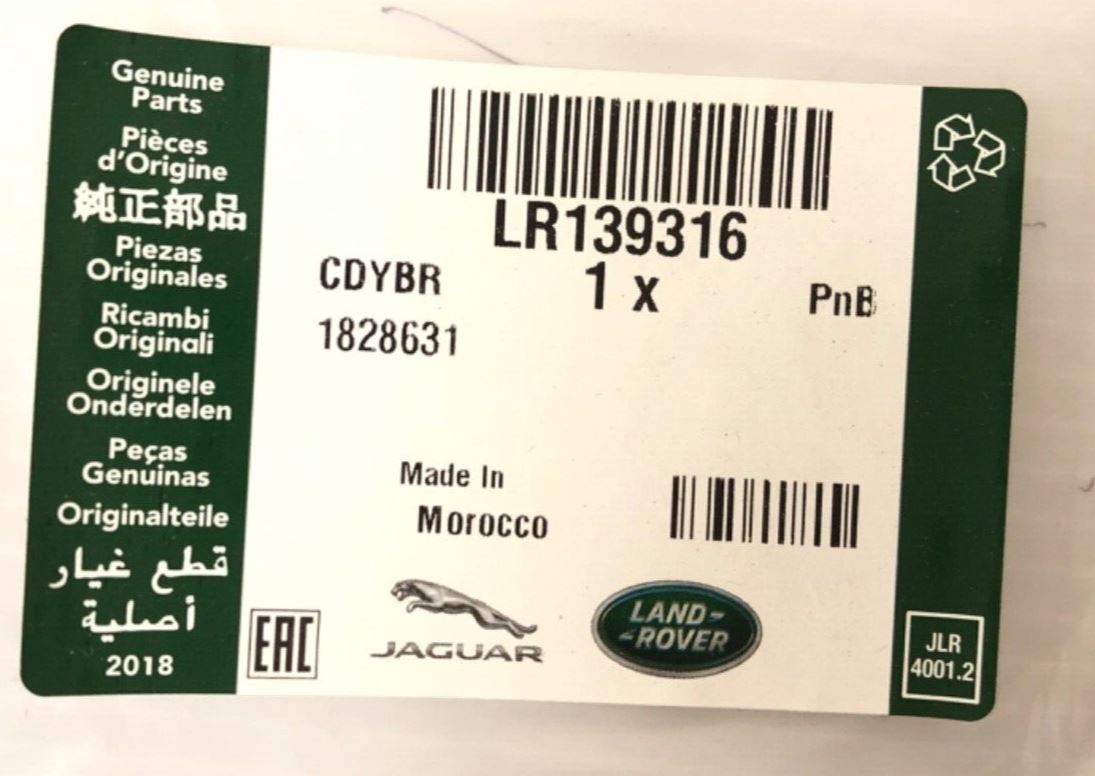 Genuine
Parts
Pièces
d'Origine
純正部品
Piezas
Originales
Ricambi
Originali
Originele
Onderdelen
Peças
Genuinas
Originalteile
قطع غيار
أصلية
2018
LR139316
CDYBR
1 x
PnB
1828631
Made In
Morocco
EAC
JAGUAR
LAND-
-ROVER
JLR
4001.2